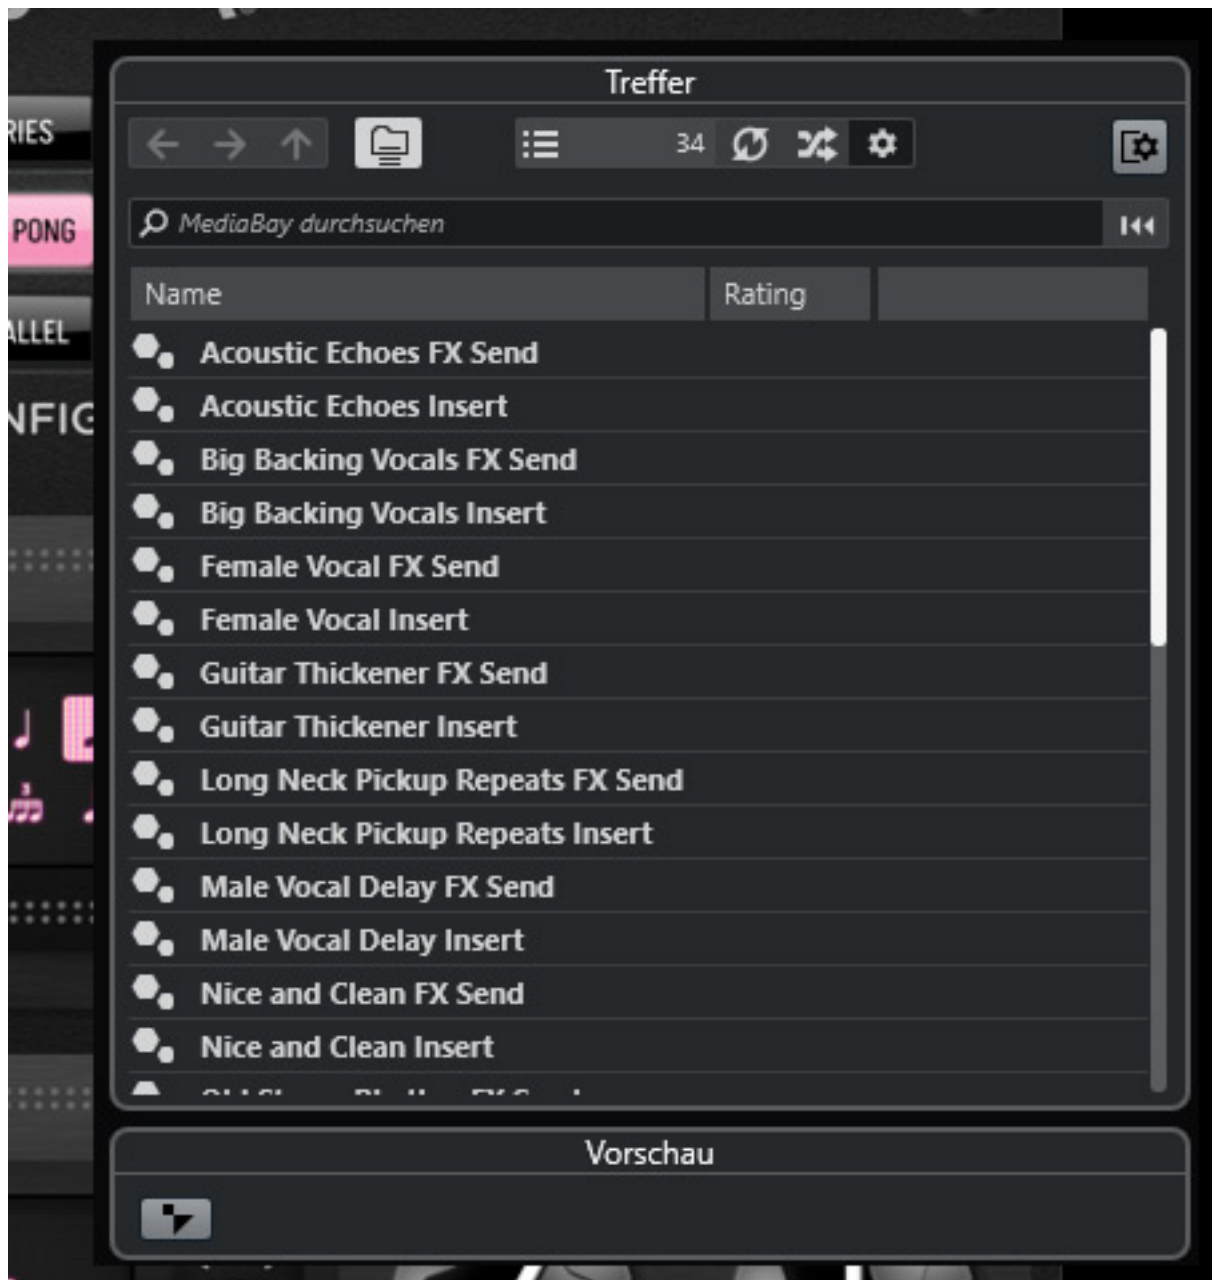 Treffer
RIES
34
PONG
MediaBay durchsuchen
Name Rating
ALLEL
Acoustic Echoes FX Send
Acoustic Echoes Insert
NFIG
Big Backing Vocals FX Send
Big Backing Vocals Insert
Female Vocal FX Send
Female Vocal Insert
Guitar Thickener FX Send
Guitar Thickener Insert
Long Neck Pickup Repeats FX Send
3
Long Neck Pickup Repeats Insert
Male Vocal Delay FX Send
Male Vocal Delay Insert
Nice and Clean FX Send
Nice and Clean Insert
Vorschau